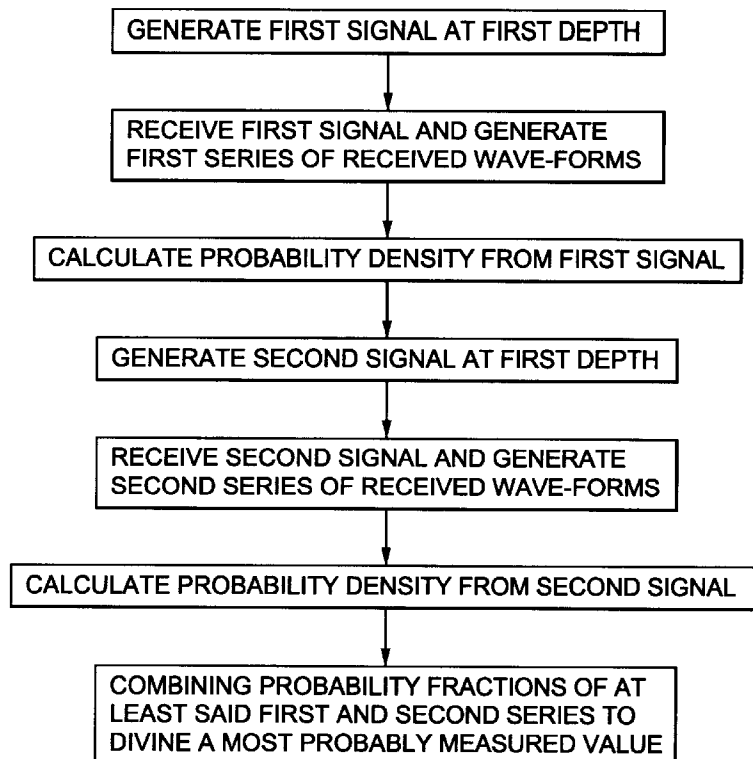 GENERATE FIRST SIGNAL AT FIRST DEPTH
RECEIVE FIRST SIGNAL AND GENERATE
FIRST SERIES OF RECEIVED WAVE-FORMS
CALCULATE PROBABILITY DENSITY FROM FIRST SIGNAL
GENERATE SECOND SIGNAL AT FIRST DEPTH
RECEIVE SECOND SIGNAL AND GENERATE
SECOND SERIES OF RECEIVED WAVE-FORMS
CALCULATE PROBABILITY DENSITY FROM SECOND SIGNAL
COMBINING PROBABILITY FRACTIONS OF AT
LEAST SAID FIRST AND SECOND SERIES TO
DIVINE A MOST PROBABLY MEASURED VALUE